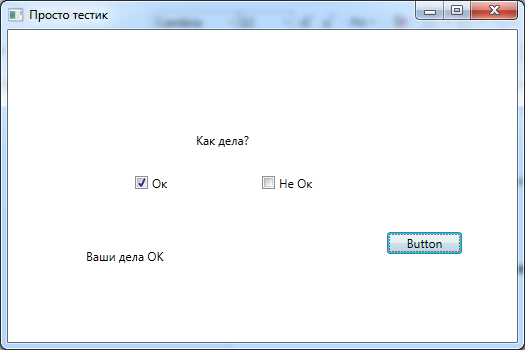 Просто тестик
Как дела?
Ок
Не Ок
Button
Ваши дела ОК